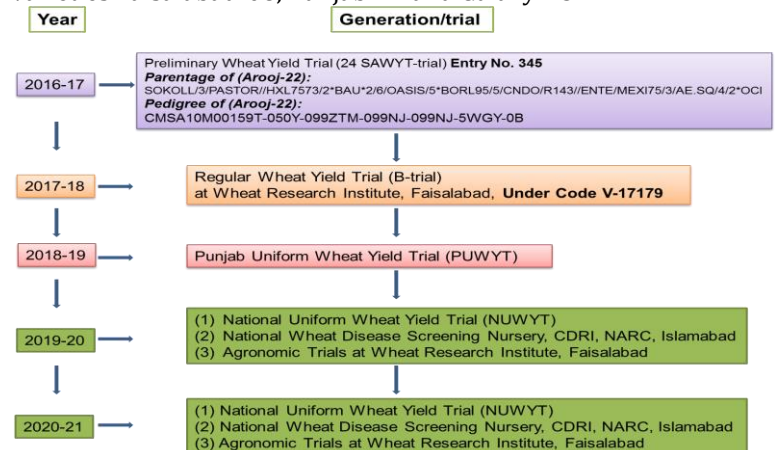 Year
Generation/trial
2016-17
Preliminary Wheat Yield Trial (24 SAWYT-trial) Entry No. 345
Parentage of (Arooj-22):
SOKOLL/3/PASTOR//HXL7573/2*BAU*2/6/OASIS/5*BORL95/5/CNDO/R143//ENTE/MEXI75/3/AE.SQ/4/2*OCI
Pedigree of (Arooj-22):
CMSA10M00159T-050Y-099ZTM-099NJ-099NJ-5WGY-0B
2017-18
Regular Wheat Yield Trial (B-trial)
at Wheat Research Institute, Faisalabad, Under Code V-17179
2018-19
Punjab Uniform Wheat Yield Trial (PUWYT)
2019-20
(1) National Uniform Wheat Yield Trial (NUWYT)
(2) National Wheat Disease Screening Nursery, CDRI, NARC, Islamabad
(3) Agronomic Trials at Wheat Research Institute, Faisalabad
2020-21
(1) National Uniform Wheat Yield Trial (NUWYT)
(2) National Wheat Disease Screening Nursery, CDRI, NARC, Islamabad
(3) Agronomic Trials at Wheat Research Institute, Faisalabad